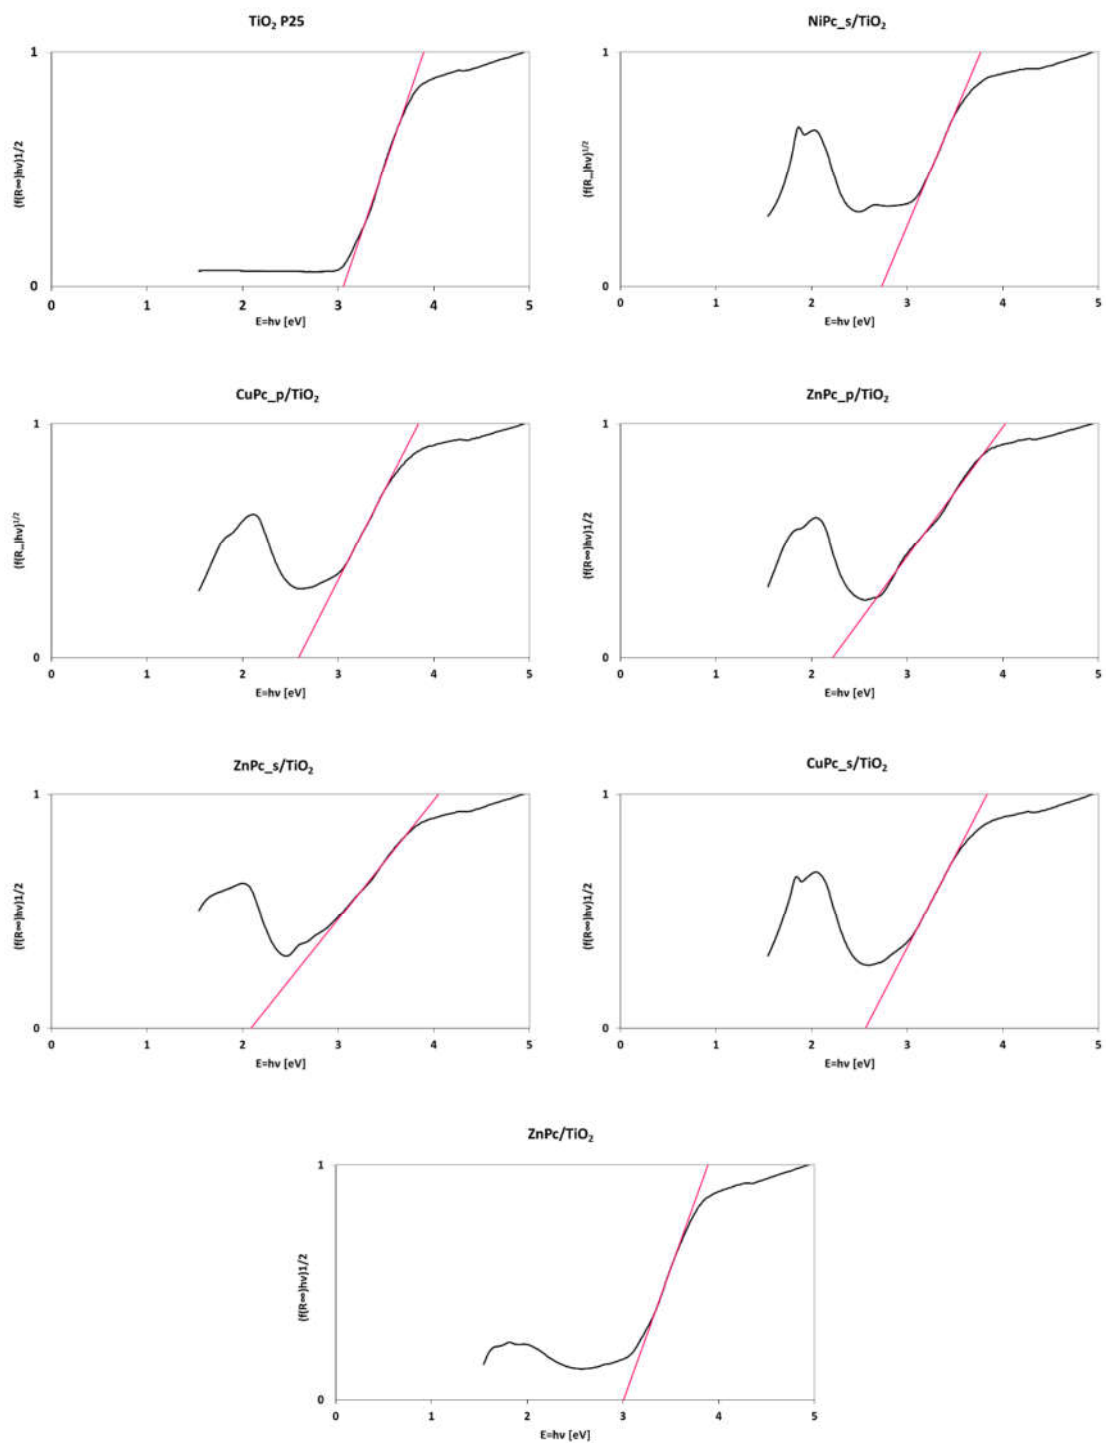 TiO₂ P25
1
(f(R∞)hν)1/2
0
0 1 2 3 4 5
E=hν [eV]
NiPc_s/TiO₂
1
(f(R_)hν)¹/²
0
0 1 2 3 4 5
E=hν [eV]
CuPc_p/TiO₂
1
(f(R_)hν)¹/²
0
0 1 2 3 4 5
E=hν [eV]
ZnPc_p/TiO₂
1
(f(R∞)hν)1/2
0
0 1 2 3 4 5
E=hν [eV]
ZnPc_s/TiO₂
1
(f(R∞)hν)1/2
0
0 1 2 3 4 5
E=hν [eV]
CuPc_s/TiO₂
1
(f(R∞)hν)1/2
0
0 1 2 3 4 5
E=hν [eV]
ZnPc/TiO₂
1
(f(R∞)hν)1/2
0
0 1 2 3 4 5
E=hν [eV]